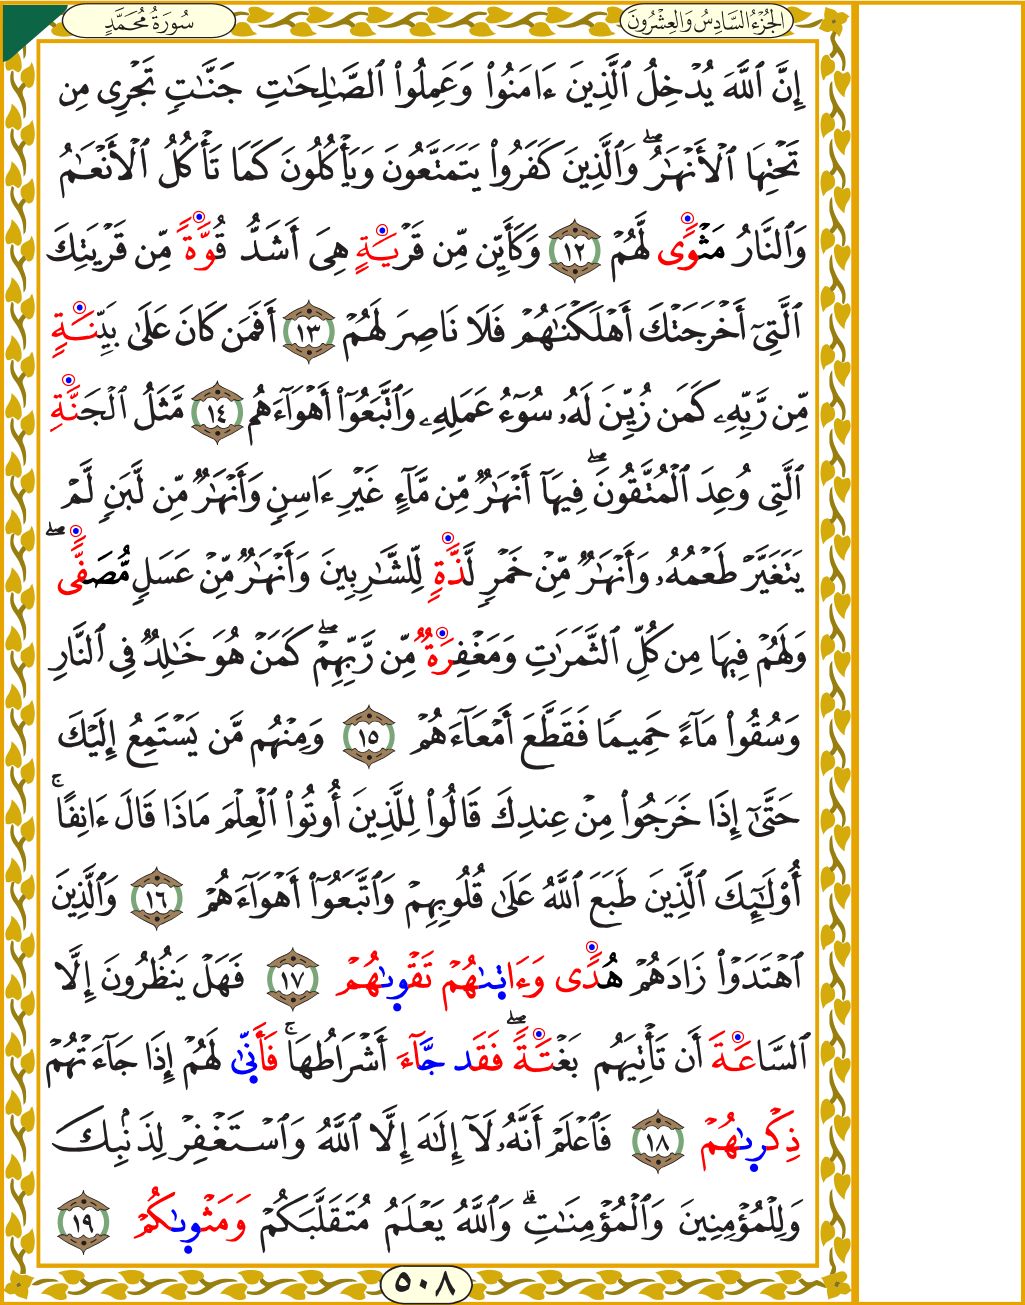 الجُزْءُ السَّادِسُ وَالعِشْرُونَ
سُورَةُ مُحَمَّدٍ
إِنَّ ٱللَّهَ يُدۡخِلُ ٱلَّذِينَ ءَامَنُواْ وَعَمِلُواْ ٱلصَّٰلِحَٰتِ جَنَّٰتٖ تَجۡرِي مِن
تَحۡتِهَا ٱلۡأَنۡهَٰرُۖ وَٱلَّذِينَ كَفَرُواْ يَتَمَتَّعُونَ وَيَأۡكُلُونَ كَمَا تَأۡكُلُ ٱلۡأَنۡعَٰمُ
وَٱلنَّارُ مَثۡوٗى لَّهُمۡ ١٢ وَكَأَيِّن مِّن قَرۡيَةٍ هِيَ أَشَدُّ قُوَّةٗ مِّن قَرۡيَتِكَ
ٱلَّتِيٓ أَخۡرَجَتۡكَ أَهۡلَكۡنَٰهُمۡ فَلَا نَاصِرَ لَهُمۡ ١٣ أَفَمَن كَانَ عَلَىٰ بَيِّنَةٖ
مِّن رَّبِّهِۦ كَمَن زُيِّنَ لَهُۥ سُوٓءُ عَمَلِهِۦ وَٱتَّبَعُوٓاْ أَهۡوَآءَهُم ١٤ مَّثَلُ ٱلۡجَنَّةِ
ٱلَّتِي وُعِدَ ٱلۡمُتَّقُونَۖ فِيهَآ أَنۡهَٰرٞ مِّن مَّآءٍ غَيۡرِ ءَاسِنٖ وَأَنۡهَٰرٞ مِّن لَّبَنٖ لَّمۡ
يَتَغَيَّرۡ طَعۡمُهُۥ وَأَنۡهَٰرٞ مِّنۡ خَمۡرٖ لَّذَّةٖ لِّلشَّٰرِبِينَ وَأَنۡهَٰرٞ مِّنۡ عَسَلٖ مُّصَفّٗىۖ
وَلَهُمۡ فِيهَا مِن كُلِّ ٱلثَّمَرَٰتِ وَمَغۡفِرَةٞ مِّن رَّبِّهِمۡۖ كَمَنۡ هُوَ خَٰلِدٞ فِي ٱلنَّارِ
وَسُقُواْ مَآءً حَمِيمٗا فَقَطَّعَ أَمۡعَآءَهُمۡ ١٥ وَمِنۡهُم مَّن يَسۡتَمِعُ إِلَيۡكَ
حَتَّىٰٓ إِذَا خَرَجُواْ مِنۡ عِندِكَ قَالُواْ لِلَّذِينَ أُوتُواْ ٱلۡعِلۡمَ مَاذَا قَالَ ءَانِفًاۚ
أُوْلَٰٓئِكَ ٱلَّذِينَ طَبَعَ ٱللَّهُ عَلَىٰ قُلُوبِهِمۡ وَٱتَّبَعُوٓاْ أَهۡوَآءَهُمۡ ١٦ وَٱلَّذِينَ
ٱهۡتَدَوۡاْ زَادَهُمۡ هُدٗى وَءَاتَىٰهُمۡ تَقۡوَىٰهُمۡ ١٧ فَهَلۡ يَنظُرُونَ إِلَّا
ٱلسَّاعَةَ أَن تَأۡتِيَهُم بَغۡتَةٗۖ فَقَد جَّآءَ أَشۡرَاطُهَاۚ فَأَنَّىٰ لَهُمۡ إِذَا جَآءَتۡهُمۡ
ذِكۡرَىٰهُمۡ ١٨ فَٱعۡلَمۡ أَنَّهُۥ لَآ إِلَٰهَ إِلَّا ٱللَّهُ وَٱسۡتَغۡفِرۡ لِذَنۢبِكَ
وَلِلۡمُؤۡمِنِينَ وَٱلۡمُؤۡمِنَٰتِۗ وَٱللَّهُ يَعۡلَمُ مُتَقَلَّبَكُمۡ وَمَثۡوَىٰكُمۡ ١٩
٥٠٨